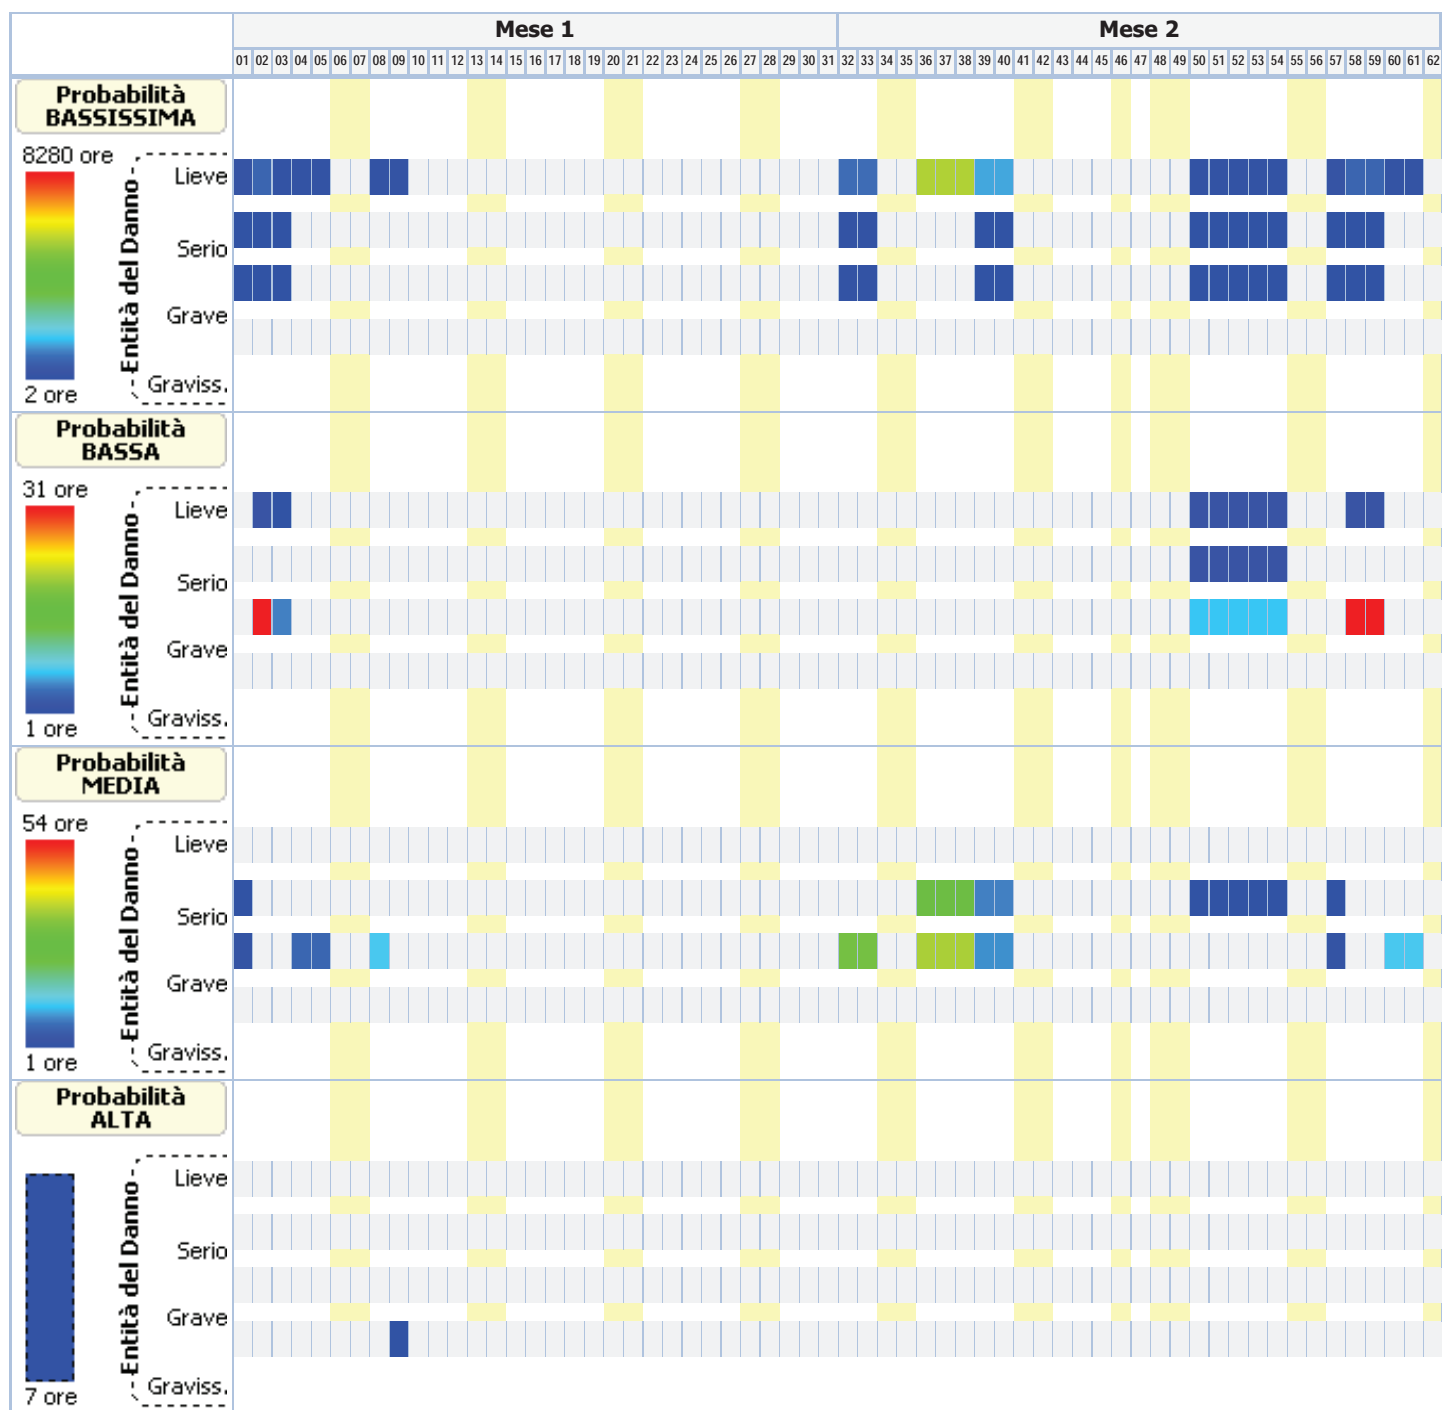 Mese 1 Mese 2
01 02 03 04 05 06 07 08 09 10 11 12 13 14 15 16 17 18 19 20 21 22 23 24 25 26 27 28 29 30 31 32 33 34 35 36 37 38 39 40 41 42 43 44 45 46 47 48 49 50 51 52 53 54 55 56 57 58 59 60 61 62
Probabilità
BASSISSIMA
8280 ore
Entità del Danno
Lieve
Serio
Grave
Graviss.
2 ore
Probabilità
BASSA
31 ore
Entità del Danno
Lieve
Serio
Grave
Graviss.
1 ore
Probabilità
MEDIA
54 ore
Entità del Danno
Lieve
Serio
Grave
Graviss.
1 ore
Probabilità
ALTA
Entità del Danno
Lieve
Serio
Grave
Graviss.
7 ore